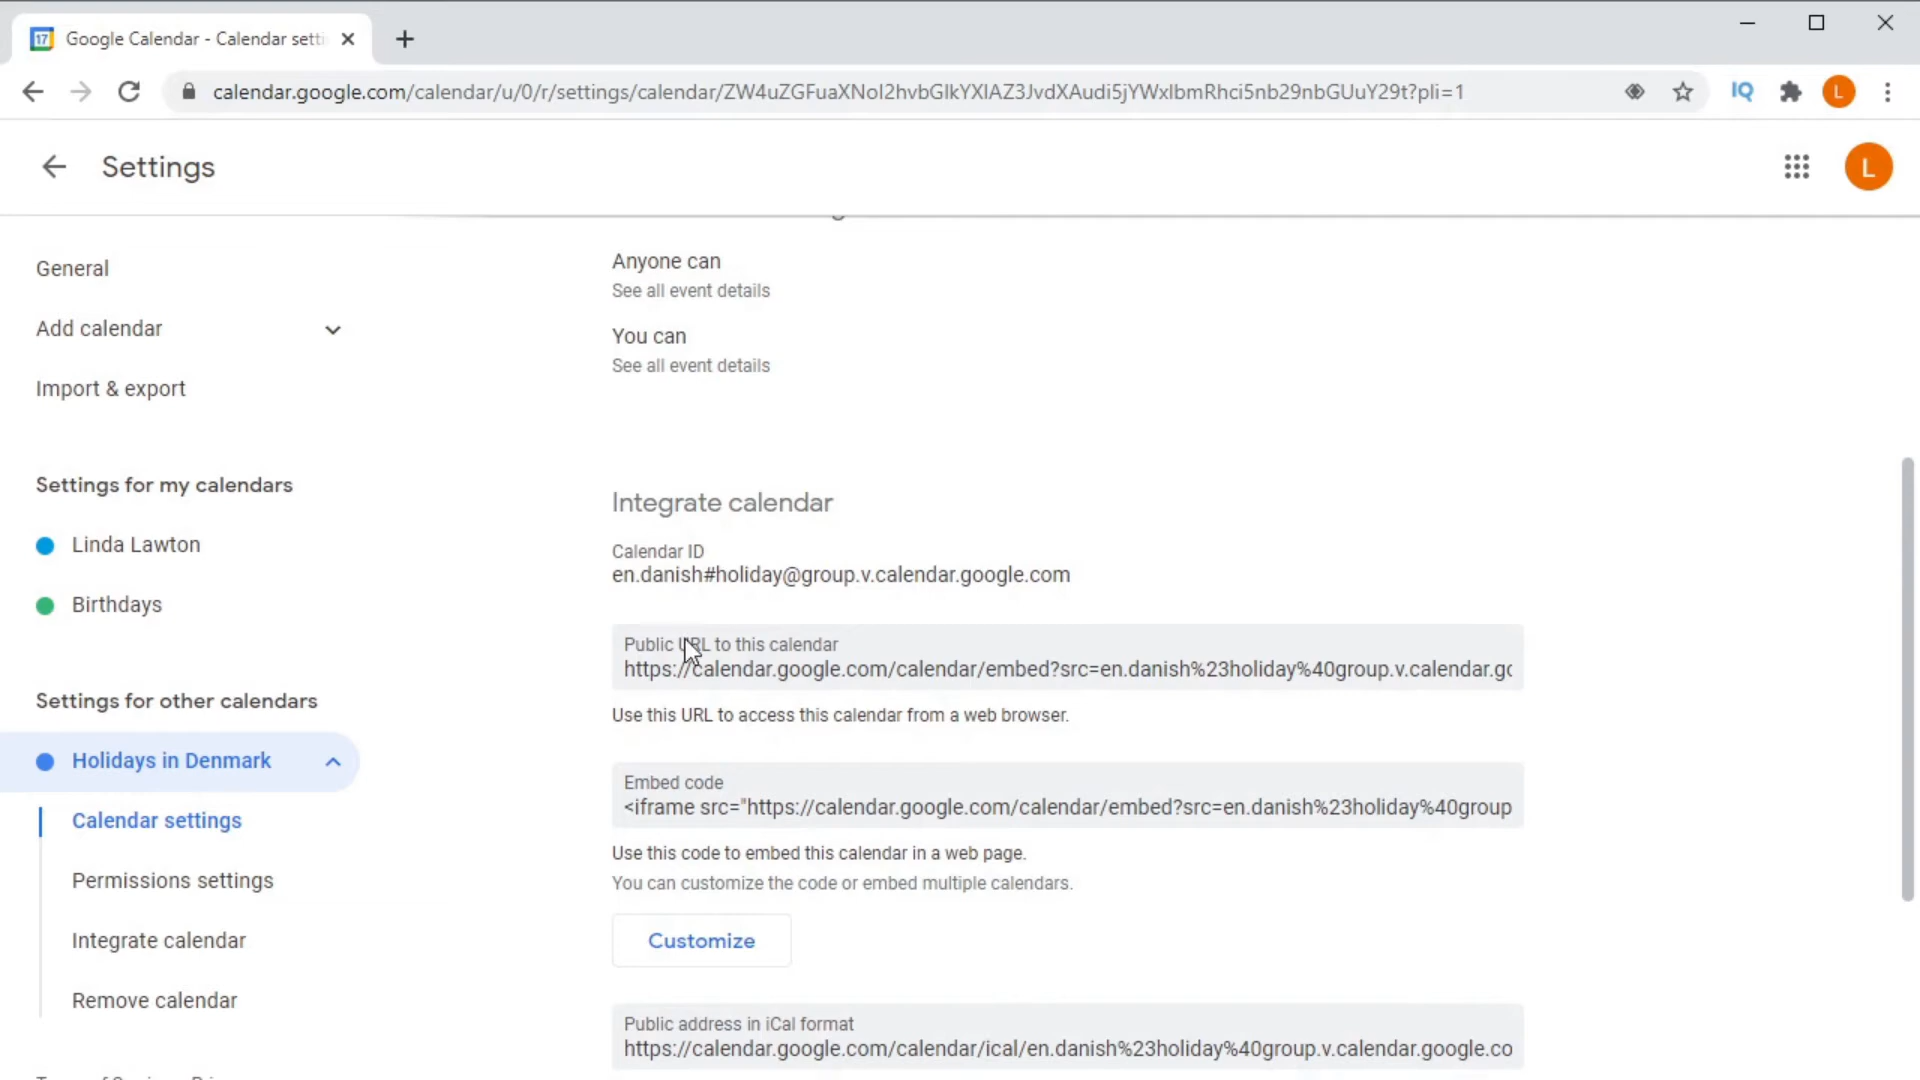 Google Calendar - Calendar setti
calendar.google.com/calendar/u/0/r/settings/calendar/ZW4uZGFuaXNoI2hvbGlkYXlAZ3JvdXAudi5jYWxlbmRhci5nb29nbGUuY29t?pli=1
IQ
L
Settings
L
General
Add calendar
Import & export
Settings for my calendars
Linda Lawton
Birthdays
Settings for other calendars
Holidays in Denmark
Calendar settings
Permissions settings
Integrate calendar
Remove calendar
Anyone can
See all event details
You can
See all event details
Integrate calendar
Calendar ID
en.danish#holiday@group.v.calendar.google.com
Public URL to this calendar
https://calendar.google.com/calendar/embed?src=en.danish%23holiday%40group.v.calendar.gc
Use this URL to access this calendar from a web browser.
Embed code
<iframe src="https://calendar.google.com/calendar/embed?src=en.danish%23holiday%40group
Use this code to embed this calendar in a web page.
You can customize the code or embed multiple calendars.
Customize
Public address in iCal format
https://calendar.google.com/calendar/ical/en.danish%23holiday%40group.v.calendar.google.co